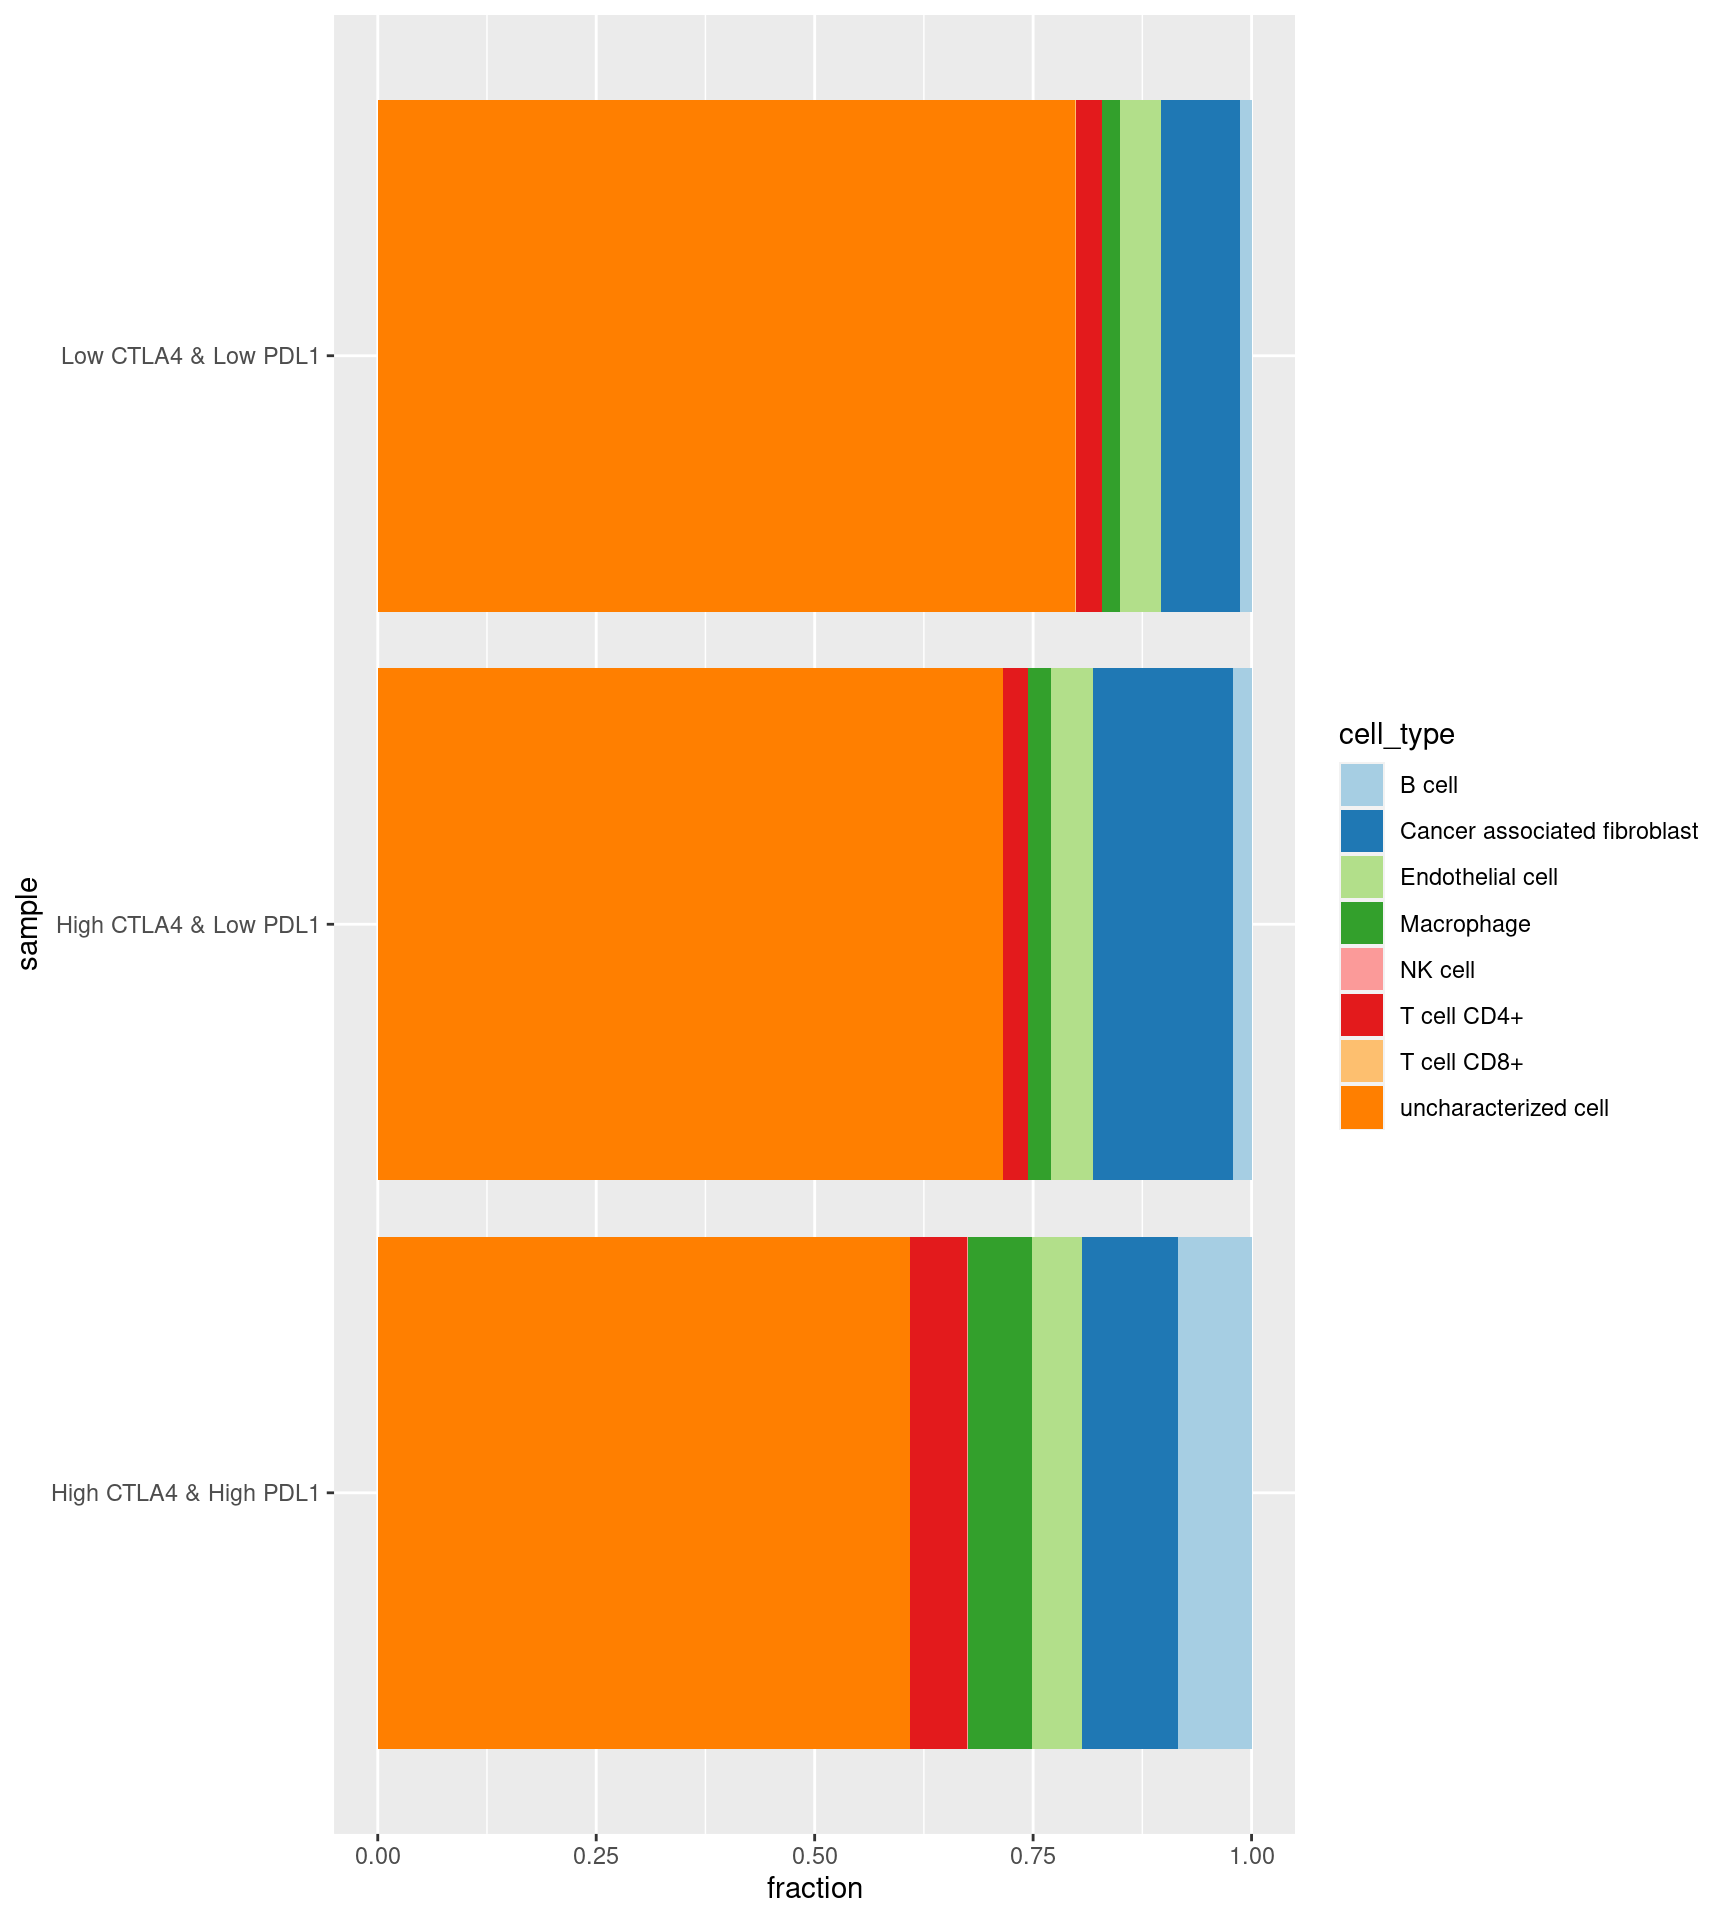 Low CTLA4 & Low PDL1
High CTLA4 & Low PDL1
High CTLA4 & High PDL1
sample
0.00 0.25 0.50 0.75 1.00
fraction
cell_type
B cell
Cancer associated fibroblast
Endothelial cell
Macrophage
NK cell
T cell CD4+
T cell CD8+
uncharacterized cell